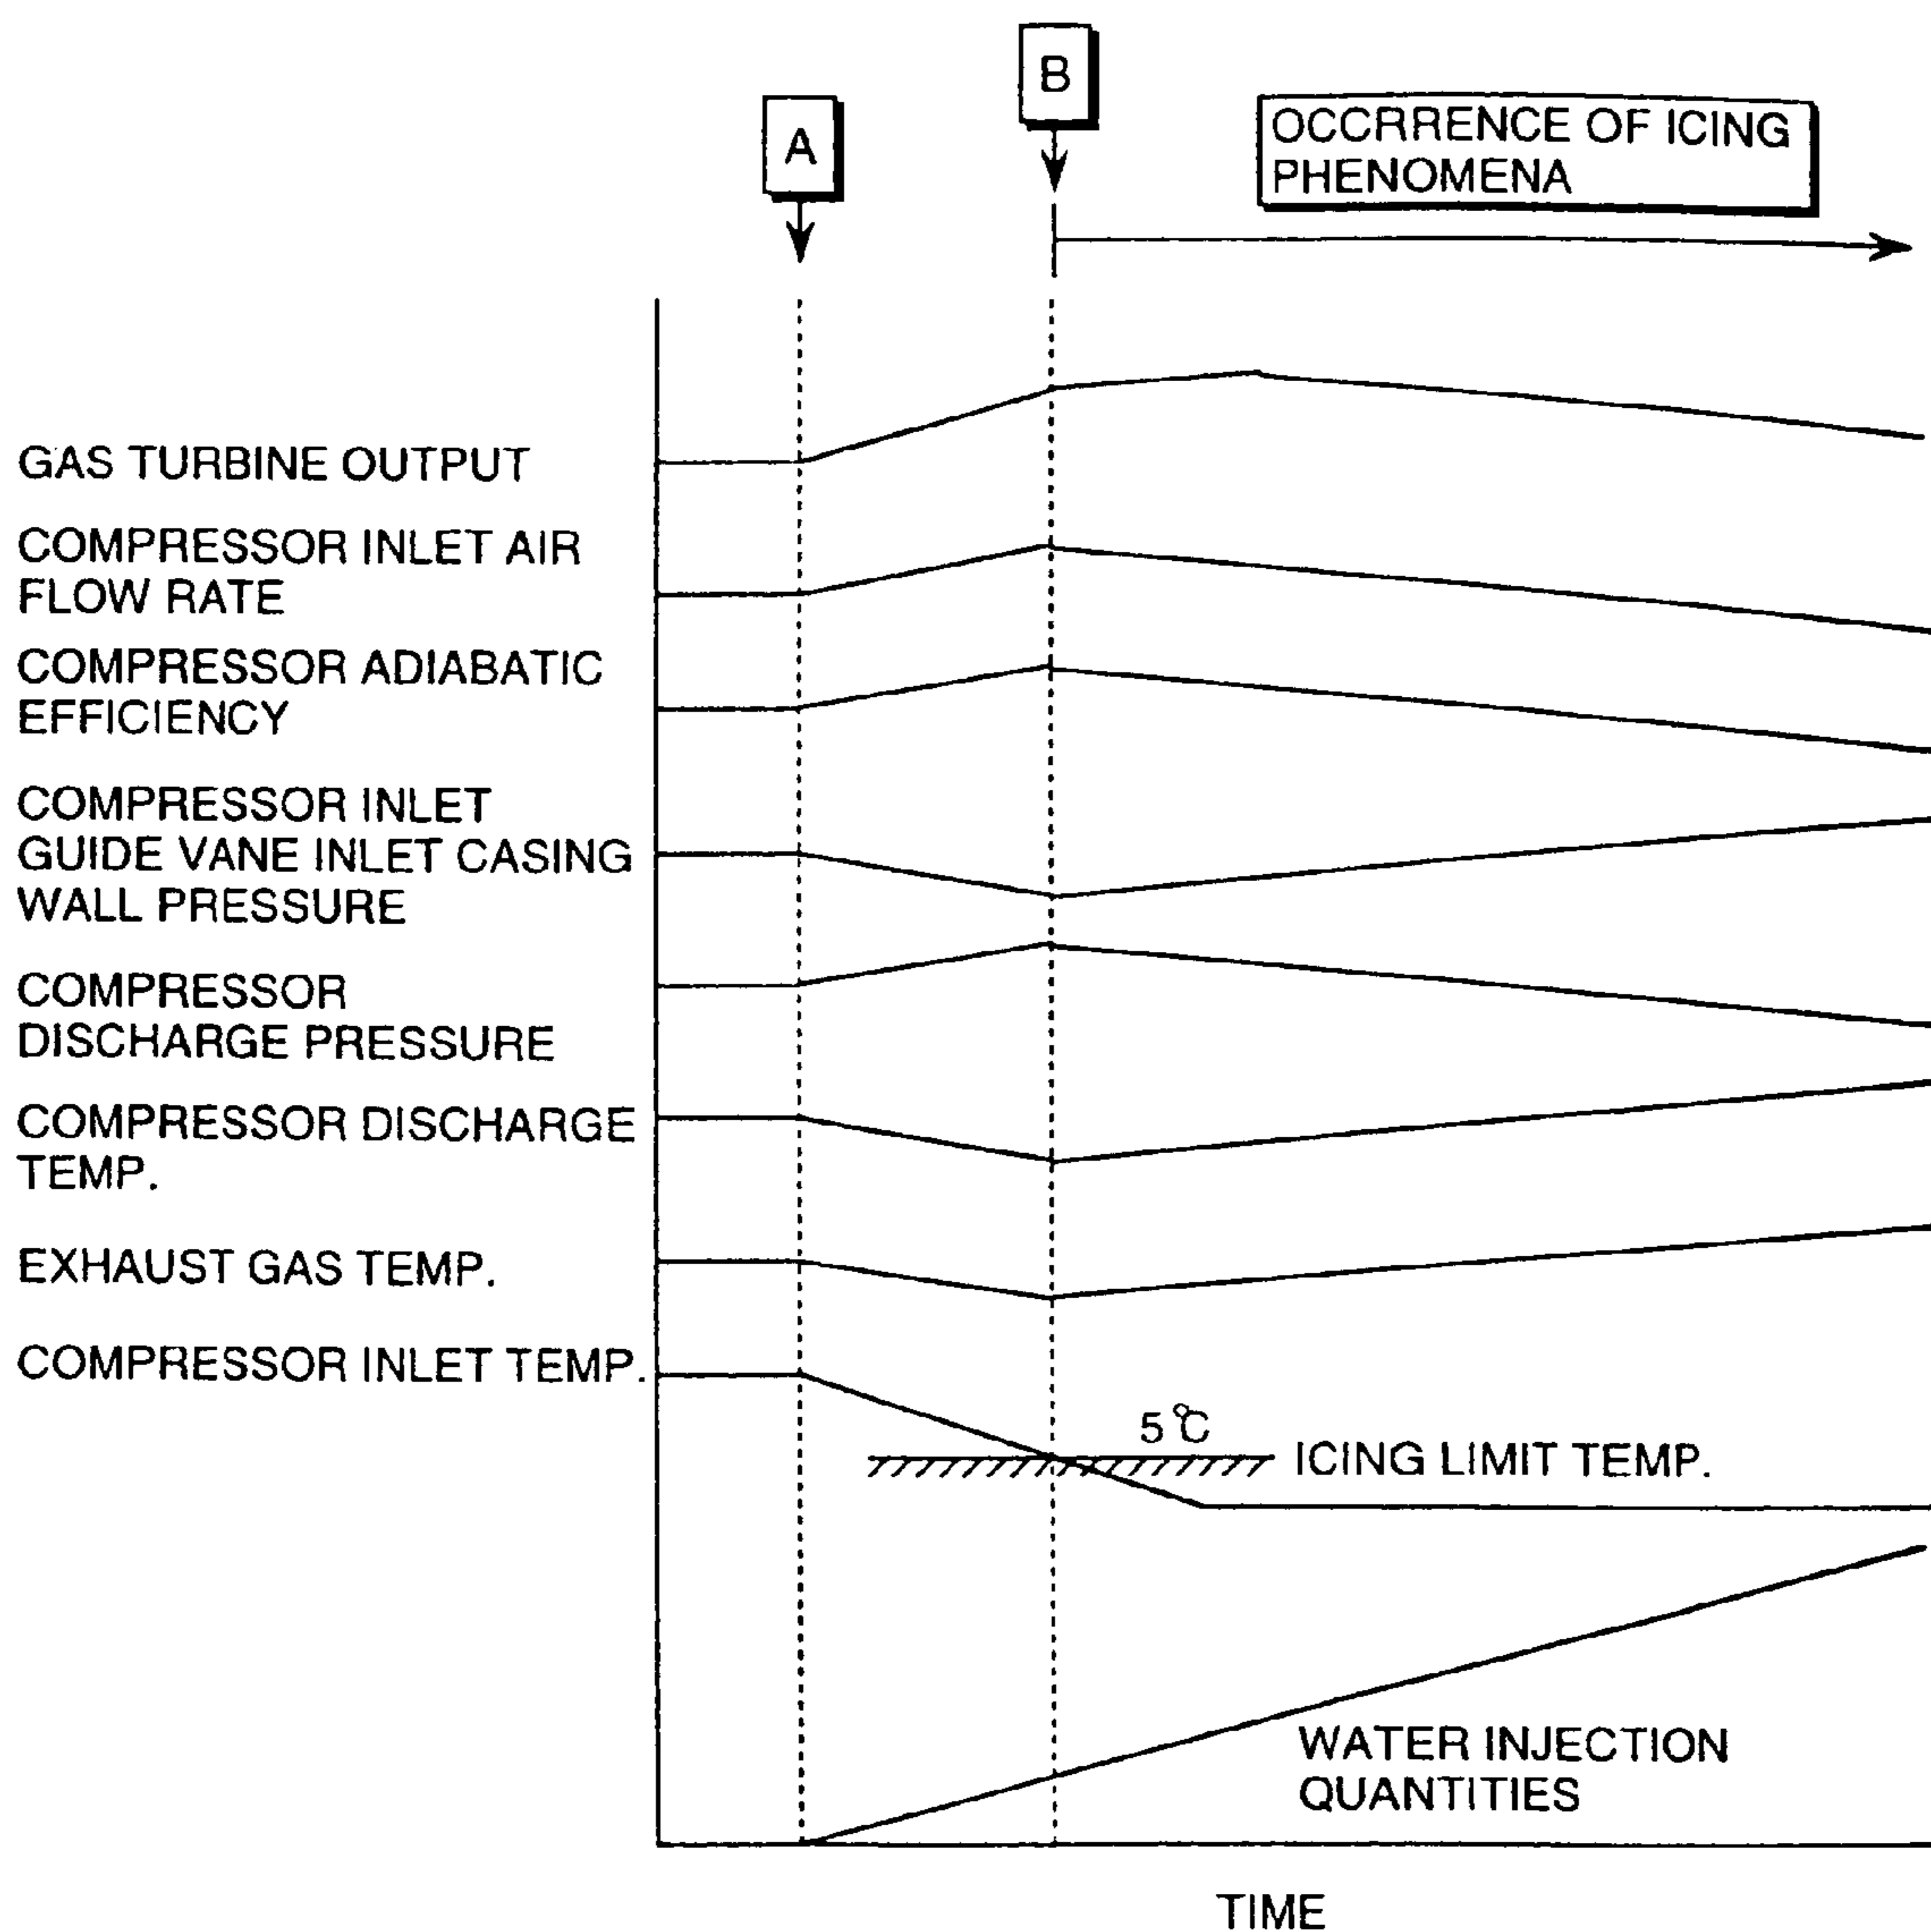 B
A
OCCRRENCE OF ICING
PHENOMENA
GAS TURBINE OUTPUT
COMPRESSOR INLET AIR
FLOW RATE
COMPRESSOR ADIABATIC
EFFICIENCY
COMPRESSOR INLET
GUIDE VANE INLET CASING
WALL PRESSURE
COMPRESSOR
DISCHARGE PRESSURE
COMPRESSOR DISCHARGE
TEMP.
EXHAUST GAS TEMP.
COMPRESSOR INLET TEMP.
5℃
ICING LIMIT TEMP.
WATER INJECTION
QUANTITIES
TIME